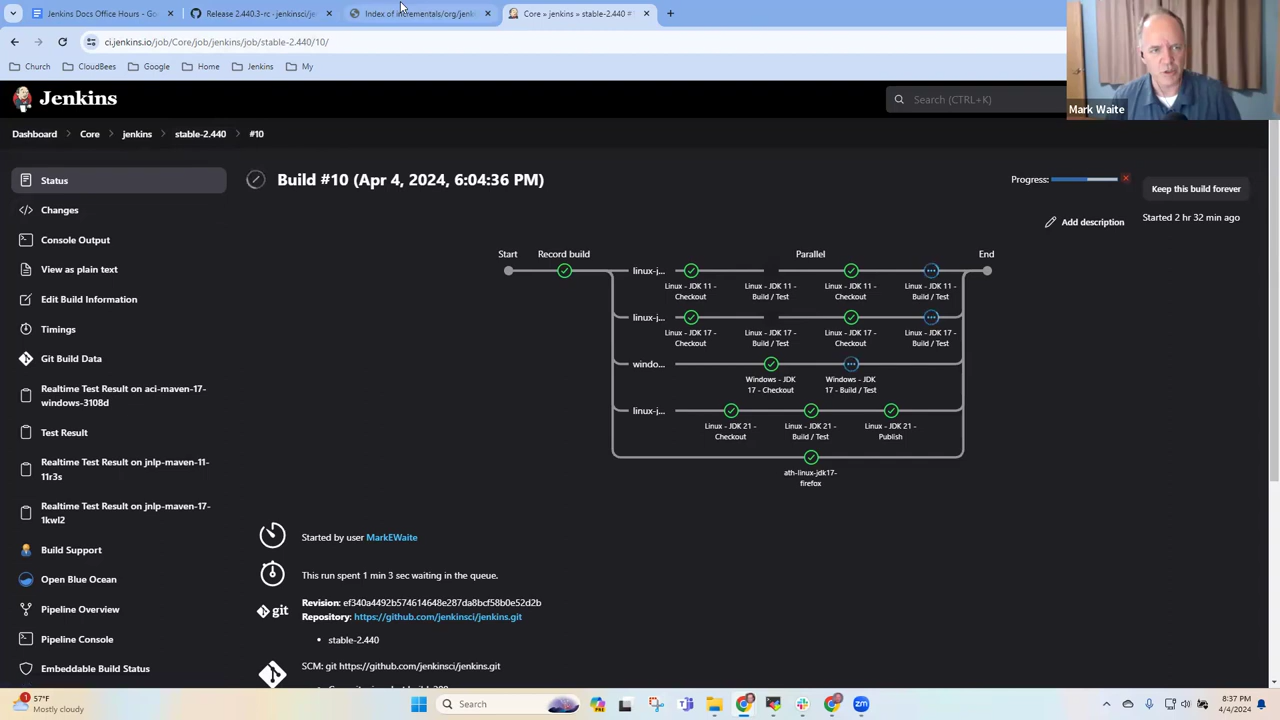 Jenkins Docs Office Hours - Go
Release 2.440.3-rc · jenkinsci/je
Index of incrementals/org/jenk
Core » jenkins » stable-2.440 #
ci.jenkins.io/job/Core/job/jenkins/job/stable-2.440/10/
Church
CloudBees
Google
Home
Jenkins
My
Jenkins
Search (CTRL+K)
Mark Waite
Dashboard
Core
jenkins
stable-2.440
#10
Status
Changes
Console Output
View as plain text
Edit Build Information
Timings
Git Build Data
Realtime Test Result on aci-maven-17-
windows-3108d
Test Result
Realtime Test Result on jnlp-maven-11-
11r3s
Realtime Test Result on jnlp-maven-17-
1kwl2
Build Support
Open Blue Ocean
Pipeline Overview
Pipeline Console
Embeddable Build Status
Build #10 (Apr 4, 2024, 6:04:36 PM)
Progress:
Keep this build forever
Add description
Started 2 hr 32 min ago
Start
Record build
Parallel
End
linux-j...
Linux - JDK 11 -
Checkout
Linux - JDK 11 -
Build / Test
Linux - JDK 11 -
Checkout
Linux - JDK 11 -
Build / Test
linux-j...
Linux - JDK 17 -
Checkout
Linux - JDK 17 -
Build / Test
Linux - JDK 17 -
Checkout
Linux - JDK 17 -
Build / Test
windo...
Windows - JDK
17 - Checkout
Windows - JDK
17 - Build / Test
linux-j...
Linux - JDK 21 -
Checkout
Linux - JDK 21 -
Build / Test
Linux - JDK 21 -
Publish
ath-linux-jdk17-
firefox
Started by user MarkEWaite
This run spent 1 min 3 sec waiting in the queue.
git
Revision: ef340a4492b574614648e287da8bcf58b0e52d2b
Repository: https://github.com/jenkinsci/jenkins.git
• stable-2.440
SCM: git https://github.com/jenkinsci/jenkins.git
1
57°F
Mostly cloudy
Search
8:37 PM
4/4/2024